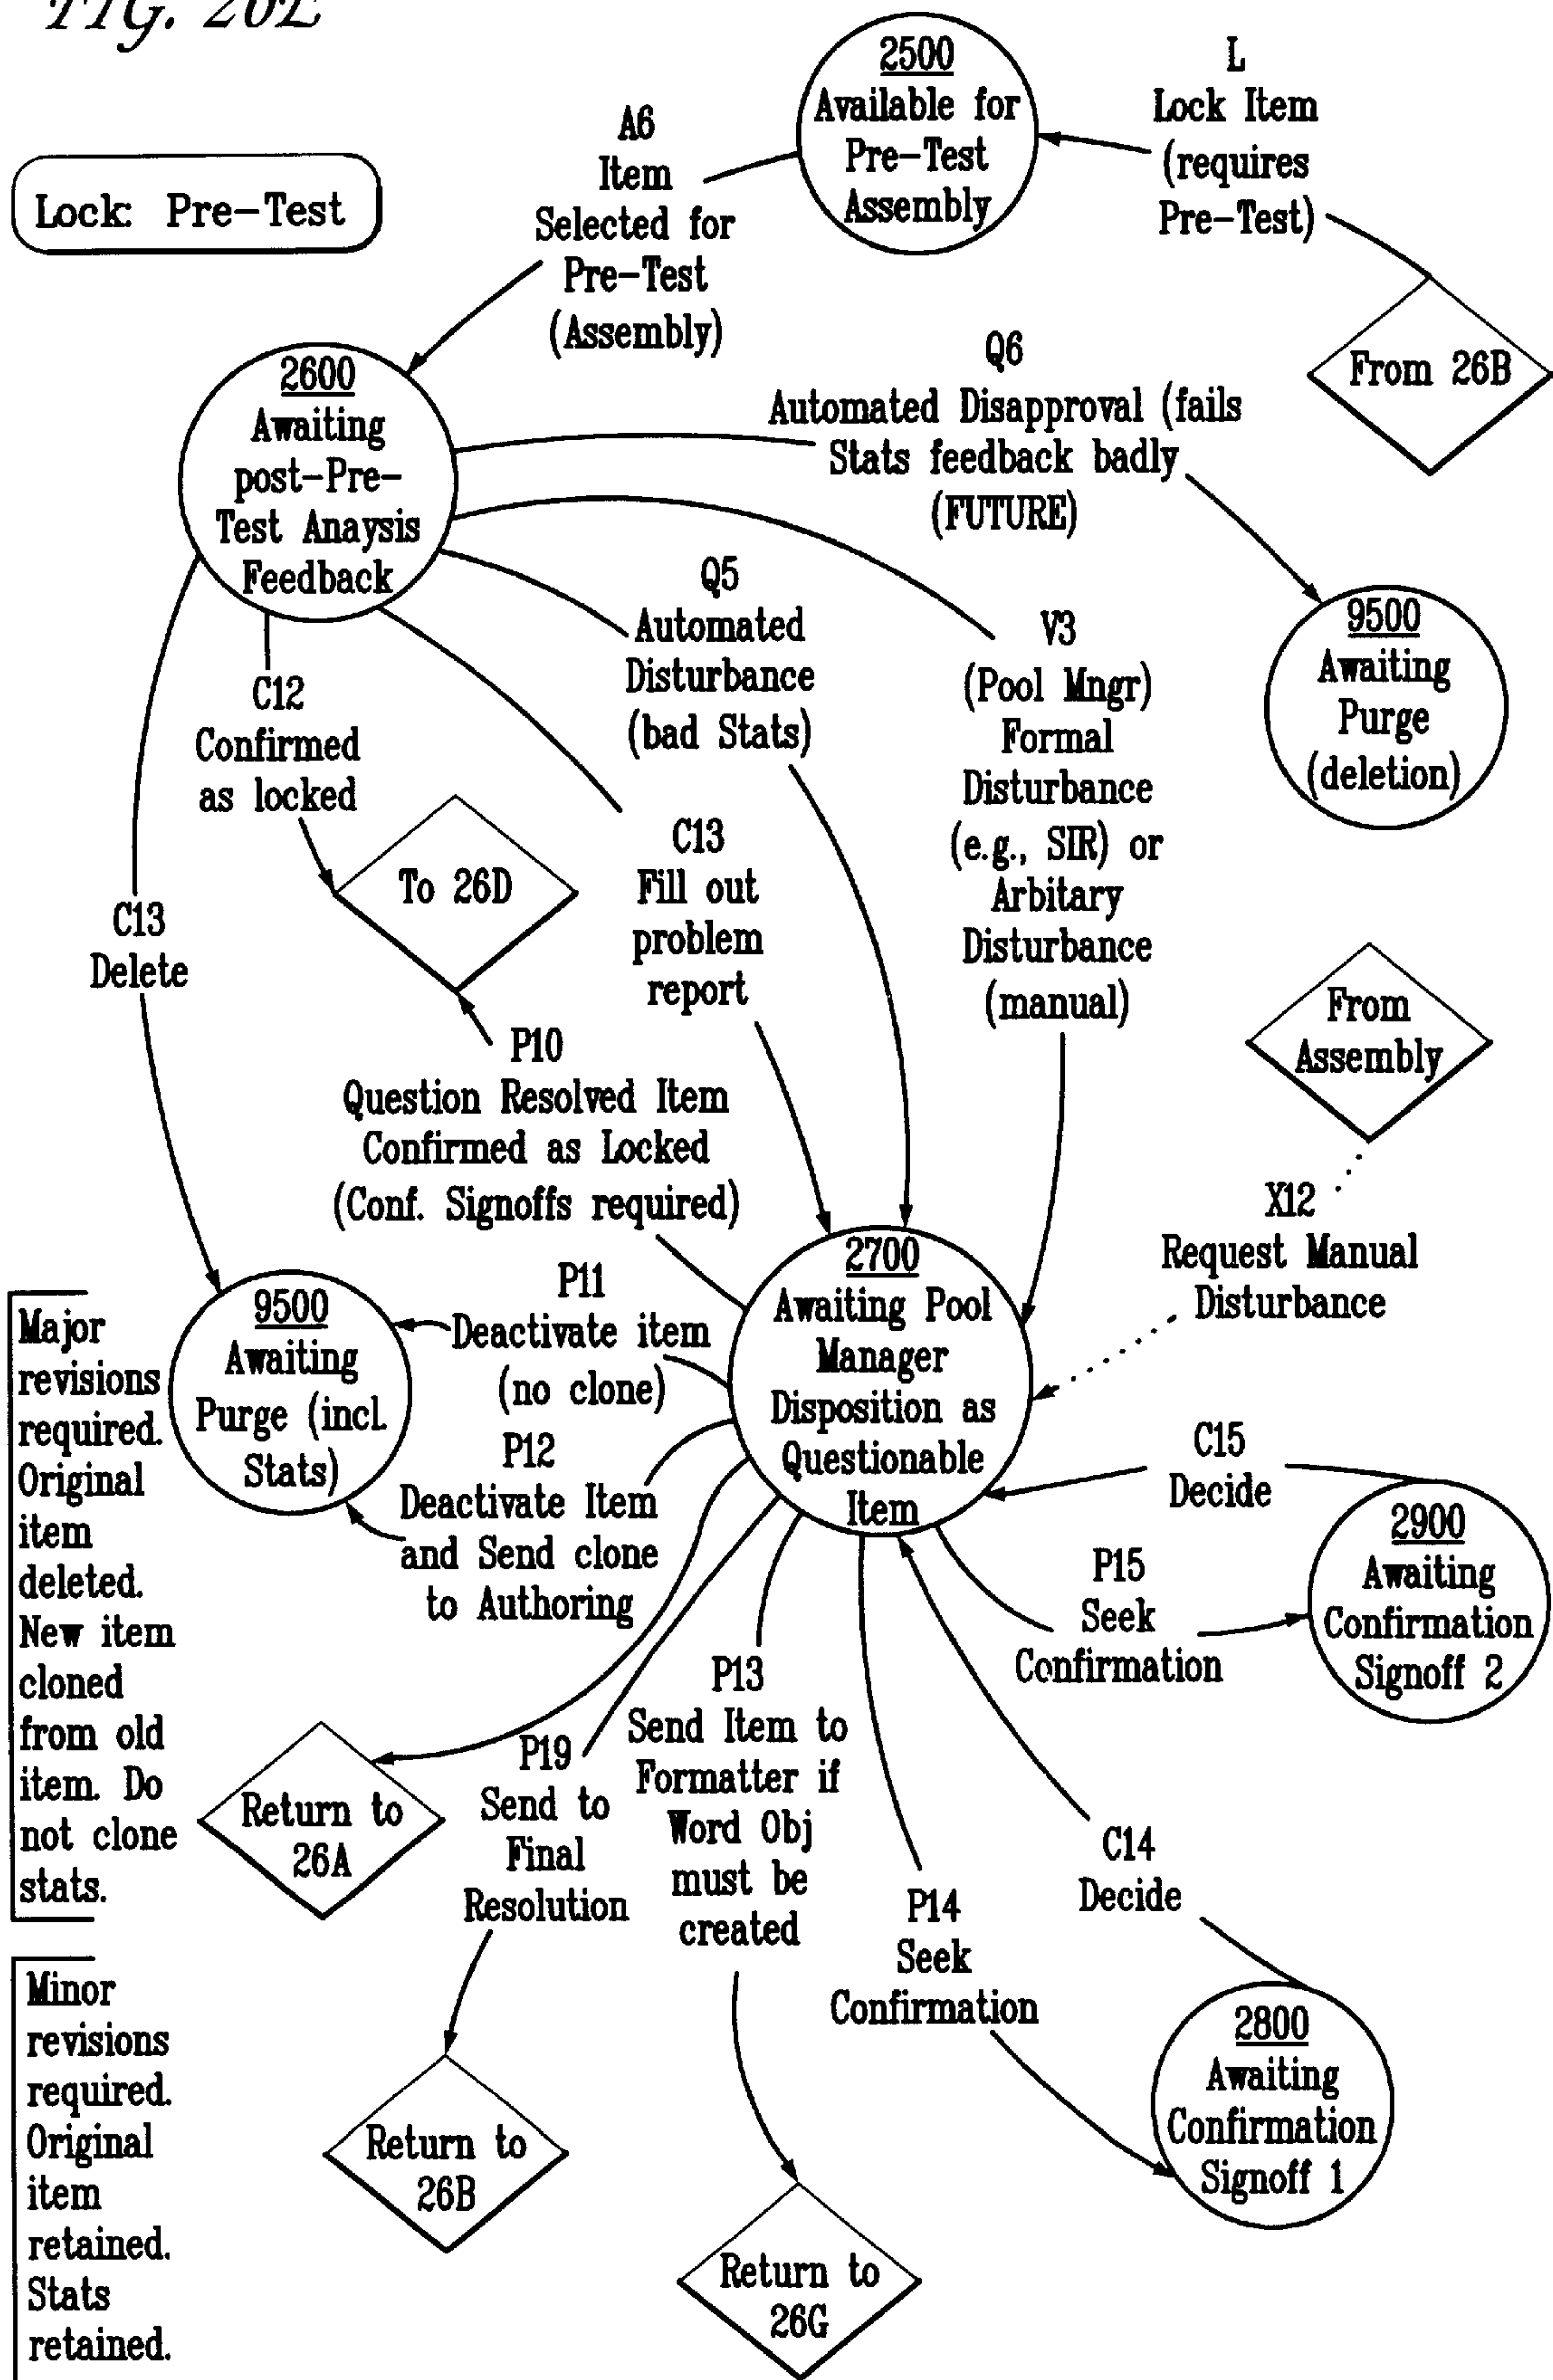 FIG. 26E
2500
Available for
Pre-Test
Assembly
L
Lock Item
(requires
Pre-Test)
A6
Item
Selected for
Pre-Test
(Assembly)
Lock: Pre-Test
From 26B
2600
Awaiting
post-Pre-
Test Anaysis
Feedback
Q6
Automated Disapproval (fails
Stats feedback badly
(FUTURE)
Q5
Automated
Disturbance
(bad Stats)
V3
(Pool Mngr)
Formal
Disturbance
(e.g., SIR) or
Arbitary
Disturbance
(manual)
9500
Awaiting
Purge
(deletion)
C12
Confirmed
as locked
To 26D
C13
Fill out
problem
report
C13
Delete
From
Assembly
P10
Question Resolved Item
Confirmed as Locked
(Conf. Signoffs required)
X12
Request Manual
Disturbance
2700
Awaiting Pool
Manager
Disposition as
Questionable
Item
P11
Deactivate item
(no clone)
9500
Awaiting
Purge (incl.
Stats)
P12
Deactivate Item
and Send clone
to Authoring
Major
revisions
required.
Original
item
deleted.
New item
cloned
from old
item. Do
not clone
stats.
C15
Decide
2900
Awaiting
Confirmation
Signoff 2
P15
Seek
Confirmation
Return to
26A
P19
Send to
Final
Resolution
P13
Send Item to
Formatter if
Word Obj
must be
created
P14
Seek
Confirmation
C14
Decide
2800
Awaiting
Confirmation
Signoff 1
Minor
revisions
required.
Original
item
retained.
Stats
retained.
Return to
26B
Return to
26G